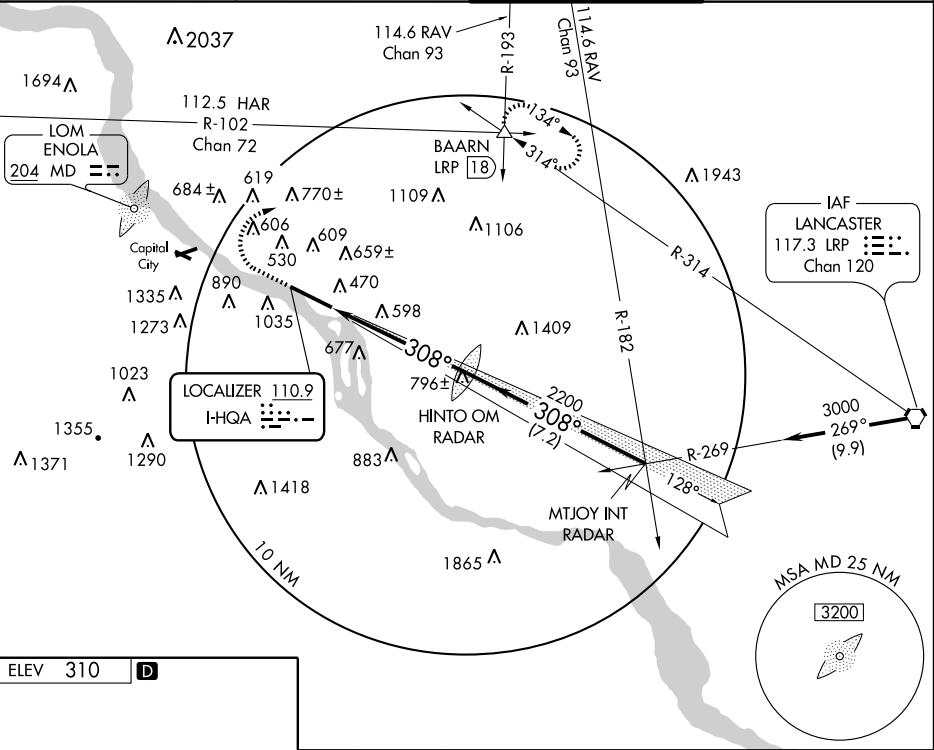 2037
114.6 RAV
Chan 93
R-193
114.6 RAV
Chan 93
1694
112.5 HAR
R-102
Chan 72
134°
314°
BAARN
LRP 18
LOM
ENOLA
204 MD
684±
619
770±
1109
1943
606
530
609
659±
1106
IAF
LANCASTER
117.3 LRP
Chan 120
R-314
Capital
City
1335
890
1035
470
598
1273
677
1409
R-182
308°
796±
1023
LOCALIZER 110.9
I-HQA
HINTO OM
RADAR
2200
308°
(7.2)
3000
269°
(9.9)
R-269
128°
1355
1371
1290
883
1418
MTJOY INT
RADAR
10 NM
1865
MSA MD 25 NM
3200
ELEV 310 D